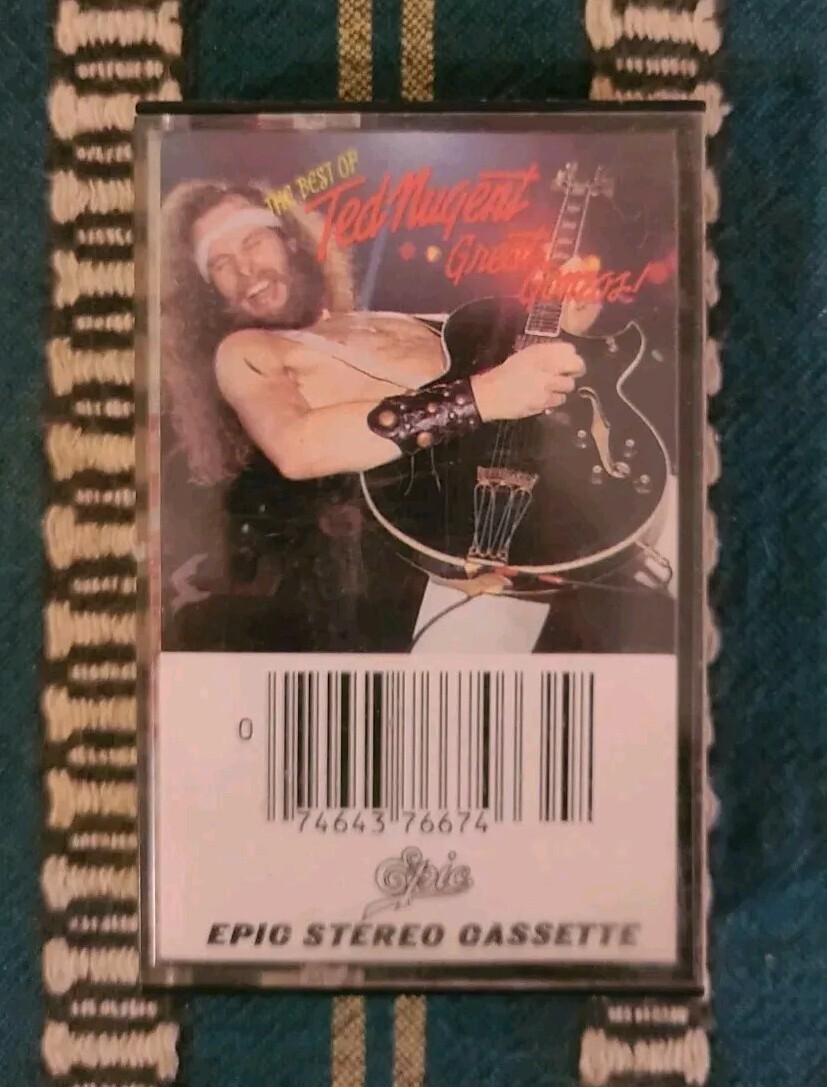 THE BEST OF
Ted Nugent
Great
Gonzos!
0
74643 76674
Epic
EPIC STEREO CASSETTE